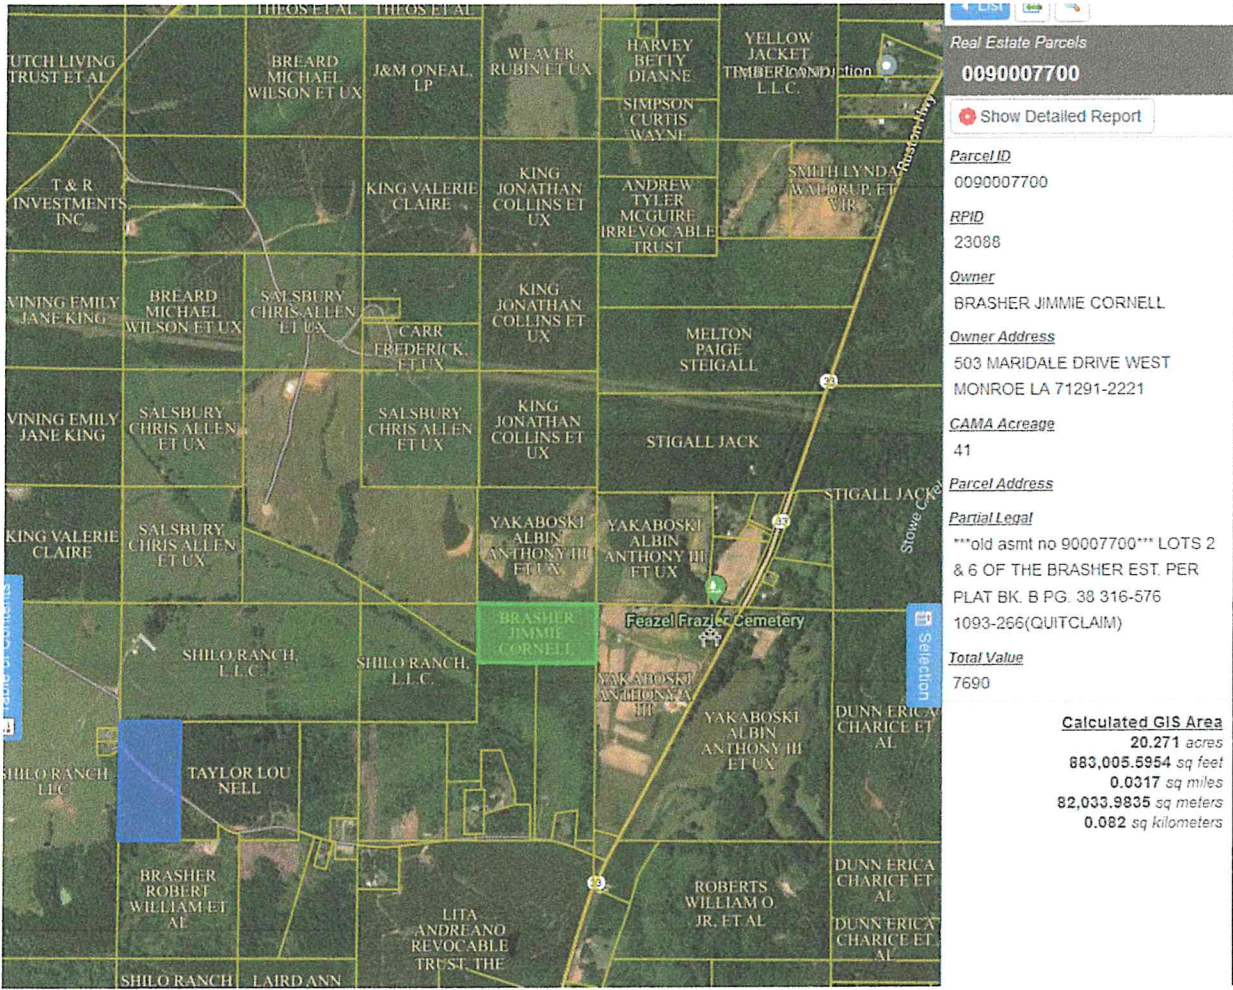 THEOS ET AL
THEOS ET AL
TRUST ET AL
BREARD
MICHAEL
WILSON ET UX
J&M O'NEAL,
LP
WEAVER
RUBIN ET UX
HARVEY
BETTY
DIANNE
SIMPSON
CURTIS
WAYNE
YELLOW
JACKET
TIMBERLAND
L.L.C.
Ruston Hwy
T & R
INVESTMENTS
INC.
KING VALERIE
CLAIRE
KING
JONATHAN
COLLINS ET
UX
ANDREW
TYLER
MCGUIRE
IRREVOCABLE
TRUST
SMITH LYNDA
WALDRUP, ET
VIR
VINING EMILY
JANE KING
BREARD
MICHAEL
WILSON ET UX
SALSBURY
CHRIS ALLEN
ET UX
CARR
FREDERICK,
ET UX
KING
JONATHAN
COLLINS ET
UX
MELTON
PAIGE
STEIGALL
33
VINING EMILY
JANE KING
SALSBURY
CHRIS ALLEN
ET UX
SALSBURY
CHRIS ALLEN
ET UX
KING
JONATHAN
COLLINS ET
UX
STIGALL JACK
STIGALL JACK
33
KING VALERIE
CLAIRE
SALSBURY
CHRIS ALLEN
ET UX
YAKABOSKI
ALBIN
ANTHONY III
ET UX
YAKABOSKI
ALBIN
ANTHONY III
ET UX
Stowe Cree
Table of Contents
SHILO RANCH,
L.L.C.
SHILO RANCH,
L.L.C.
BRASHER
JIMMIE
CORNELL
Feazel Frazier Cemetery
YAKABOSKI
ANTHONY A
III
YAKABOSKI
ALBIN
ANTHONY III
ET UX
DUNN ERICA
CHARICE ET
AL
Selection
SHILO RANCH
LLC
TAYLOR LOU
NELL
BRASHER
ROBERT
WILLIAM ET
AL
LITA
ANDREANO
REVOCABLE
TRUST, THE
33
ROBERTS
WILLIAM O.
JR, ET AL
DUNN ERICA
CHARICE ET
AL
DUNN ERICA
CHARICE ET
AL
SHILO RANCH
LAIRD ANN
List
Real Estate Parcels
0090007700
Show Detailed Report
Parcel ID
0090007700
RPID
23088
Owner
BRASHER JIMMIE CORNELL
Owner Address
503 MARIDALE DRIVE WEST
MONROE LA 71291-2221
CAMA Acreage
41
Parcel Address
Partial Legal
***old asmt no 90007700*** LOTS 2
& 6 OF THE BRASHER EST. PER
PLAT BK. B PG. 38 316-576
1093-266(QUITCLAIM)
Total Value
7690
Calculated GIS Area
20.271 acres
883,005.5954 sq feet
0.0317 sq miles
82,033.9835 sq meters
0.082 sq kilometers